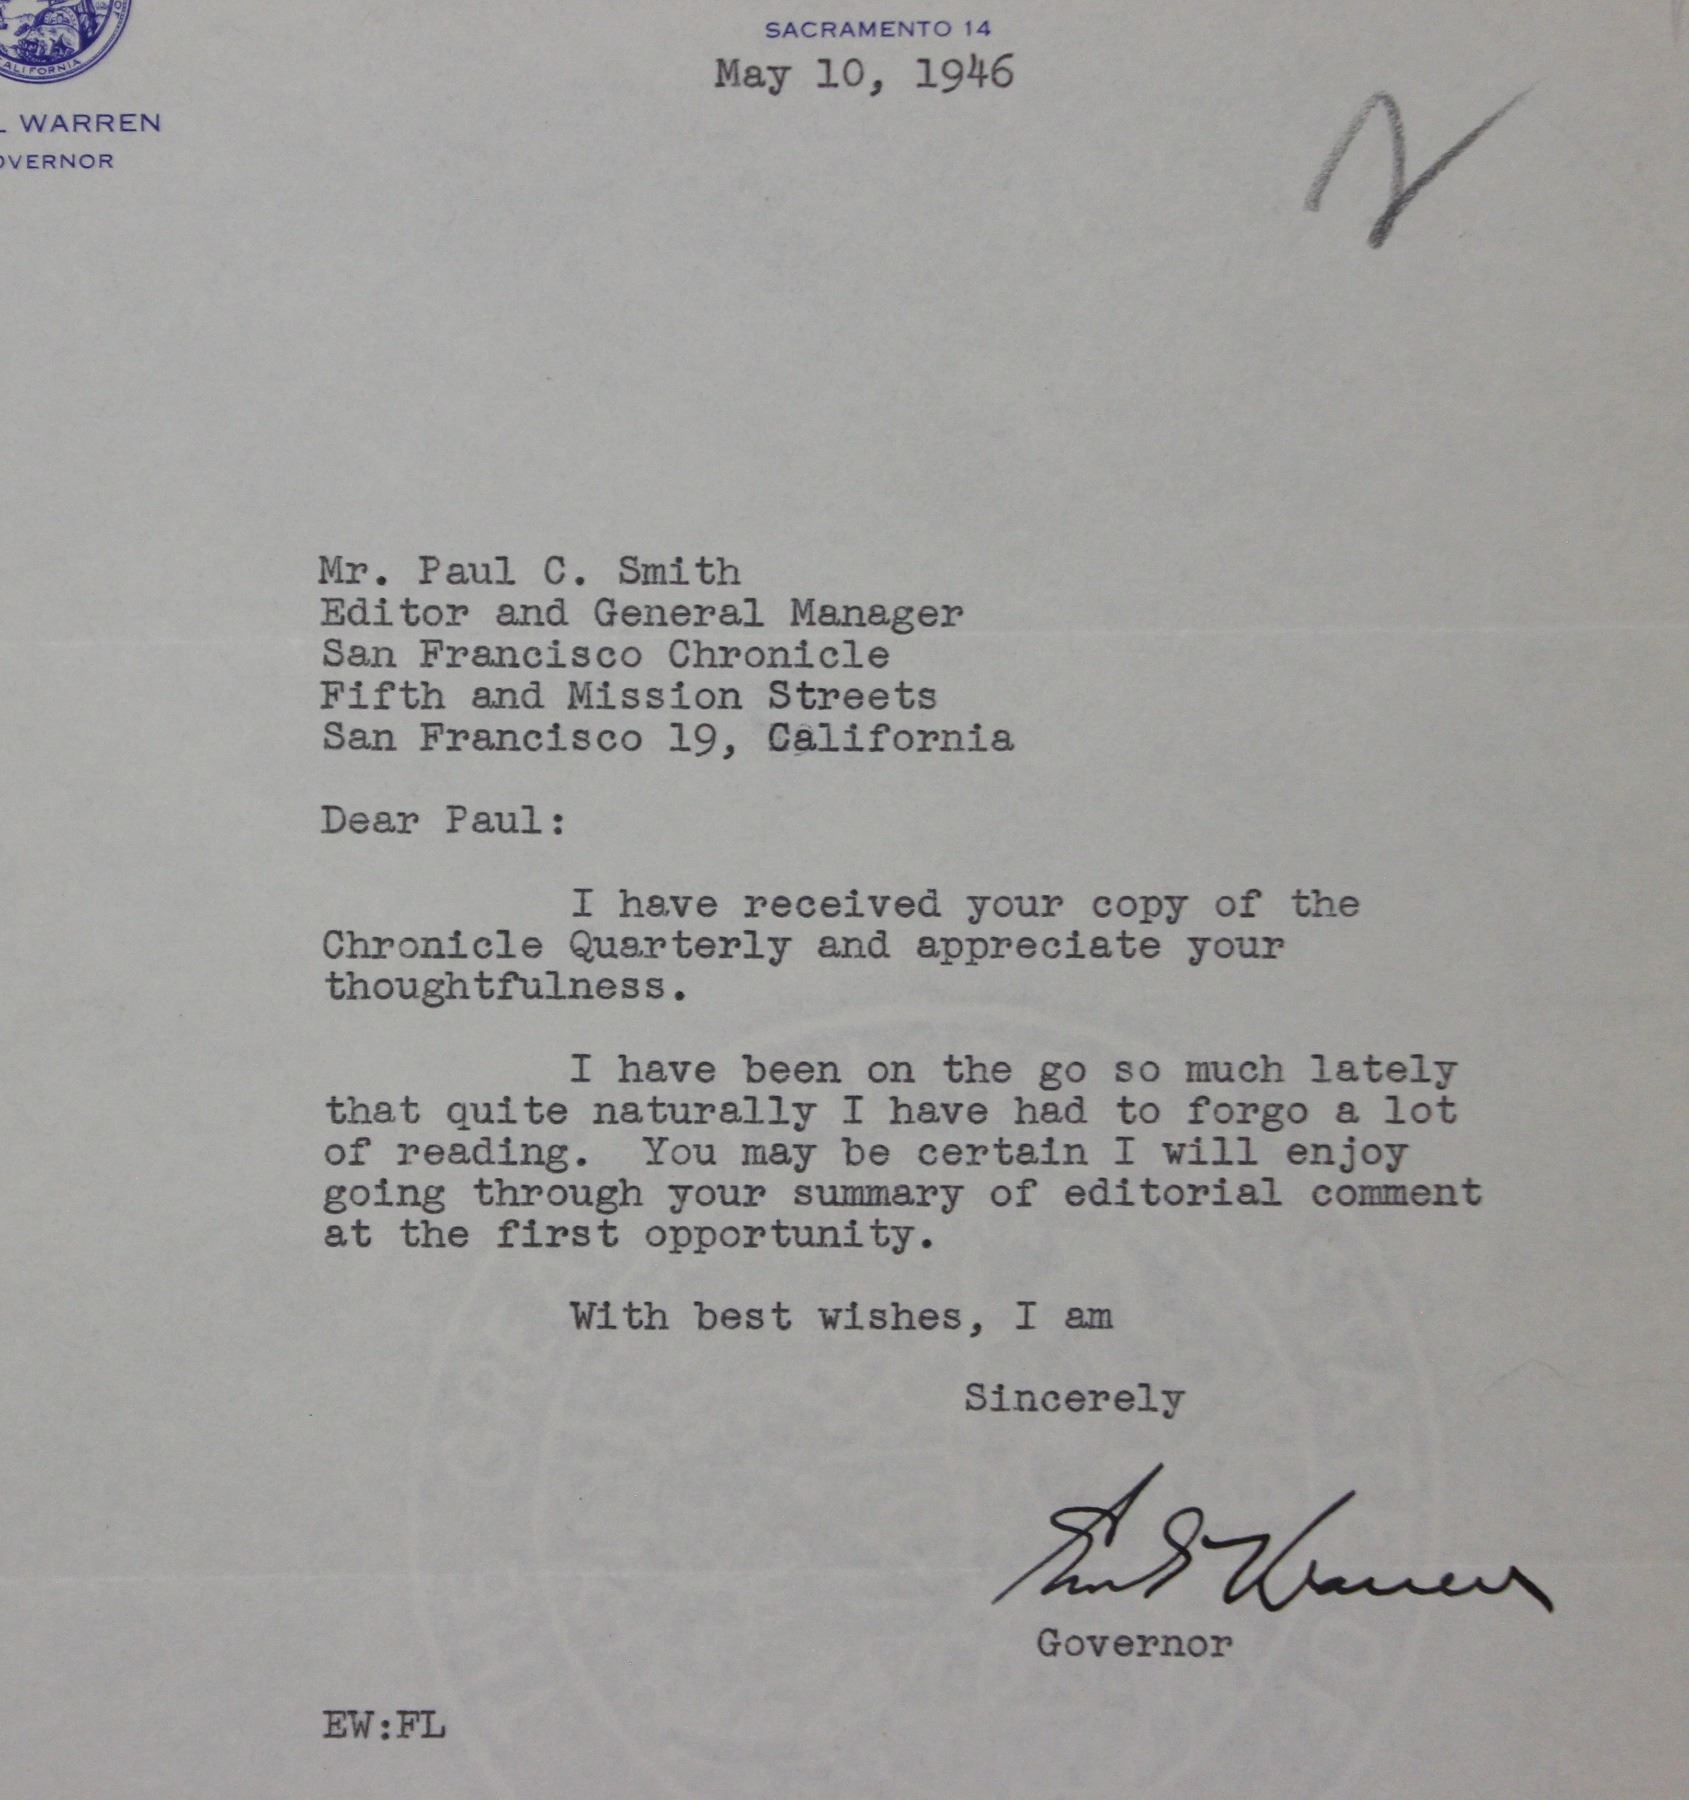 SACRAMENTO 14
May 10, 1946
CALIFORNIA
L WARREN
OVERNOR
Mr. Paul C. Smith
Editor and General Manager
San Francisco Chronicle
Fifth and Mission Streets
San Francisco 19, California
Dear Paul:
I have received your copy of the
Chronicle Quarterly and appreciate your
thoughtfulness.
I have been on the go so much lately
that quite naturally I have had to forgo a lot
of reading.  You may be certain I will enjoy
going through your summary of editorial comment
at the first opportunity.
With best wishes, I am
Sincerely
Earl Warren
Governor
EW:FL